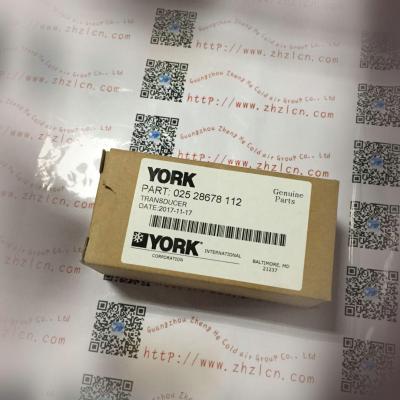 YORK
PART: 025 28678 112
TRANSDUCER
DATE:2017-11-17
Genuine
Parts
YORK
INTERNATIONAL
CORPORATION
BALTIMORE, MD
21237
Guangzhou Zheng He Cold air Group Co., Ltd
http://www.zhzlcn.com